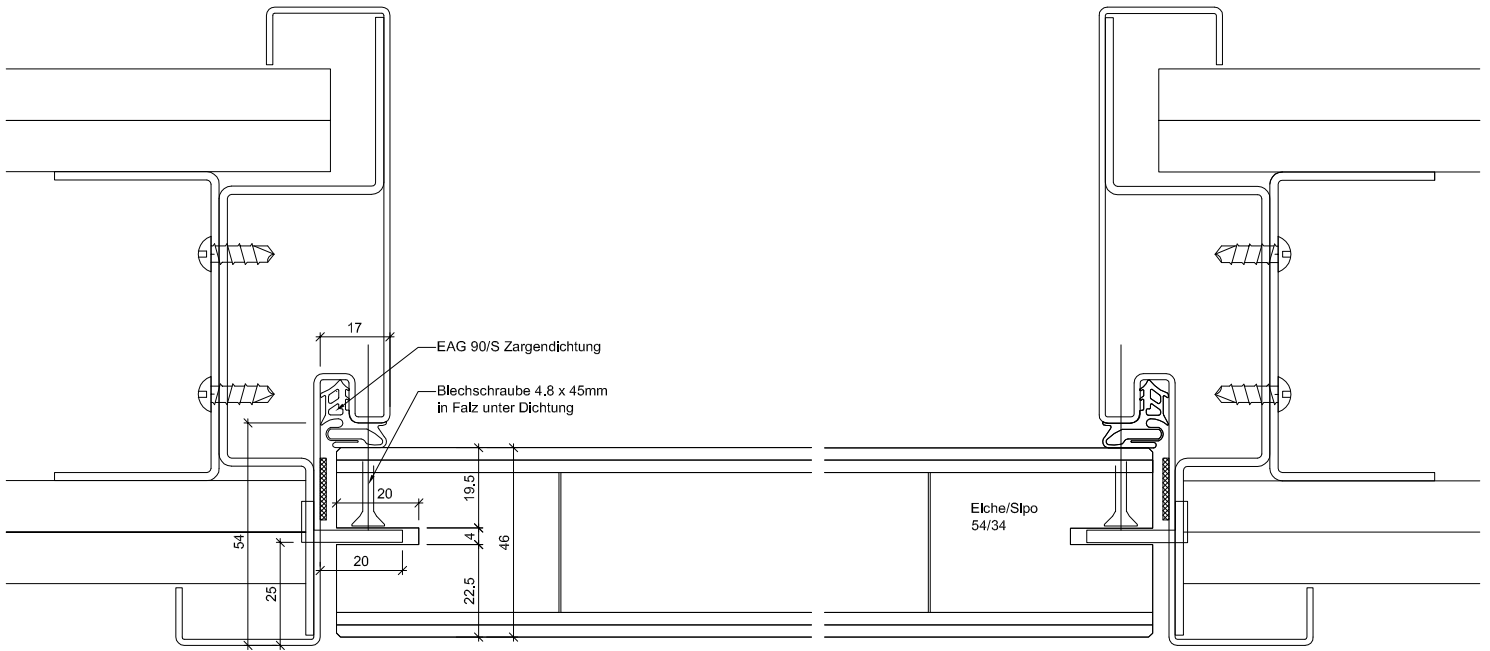 17
EAG 90/S Zargendichtung
Blechschraube 4.8 x 45mm
in Falz unter Dichtung
20
19.5
Eiche/Sipo
54/34
4
46
54
20
25
22.5